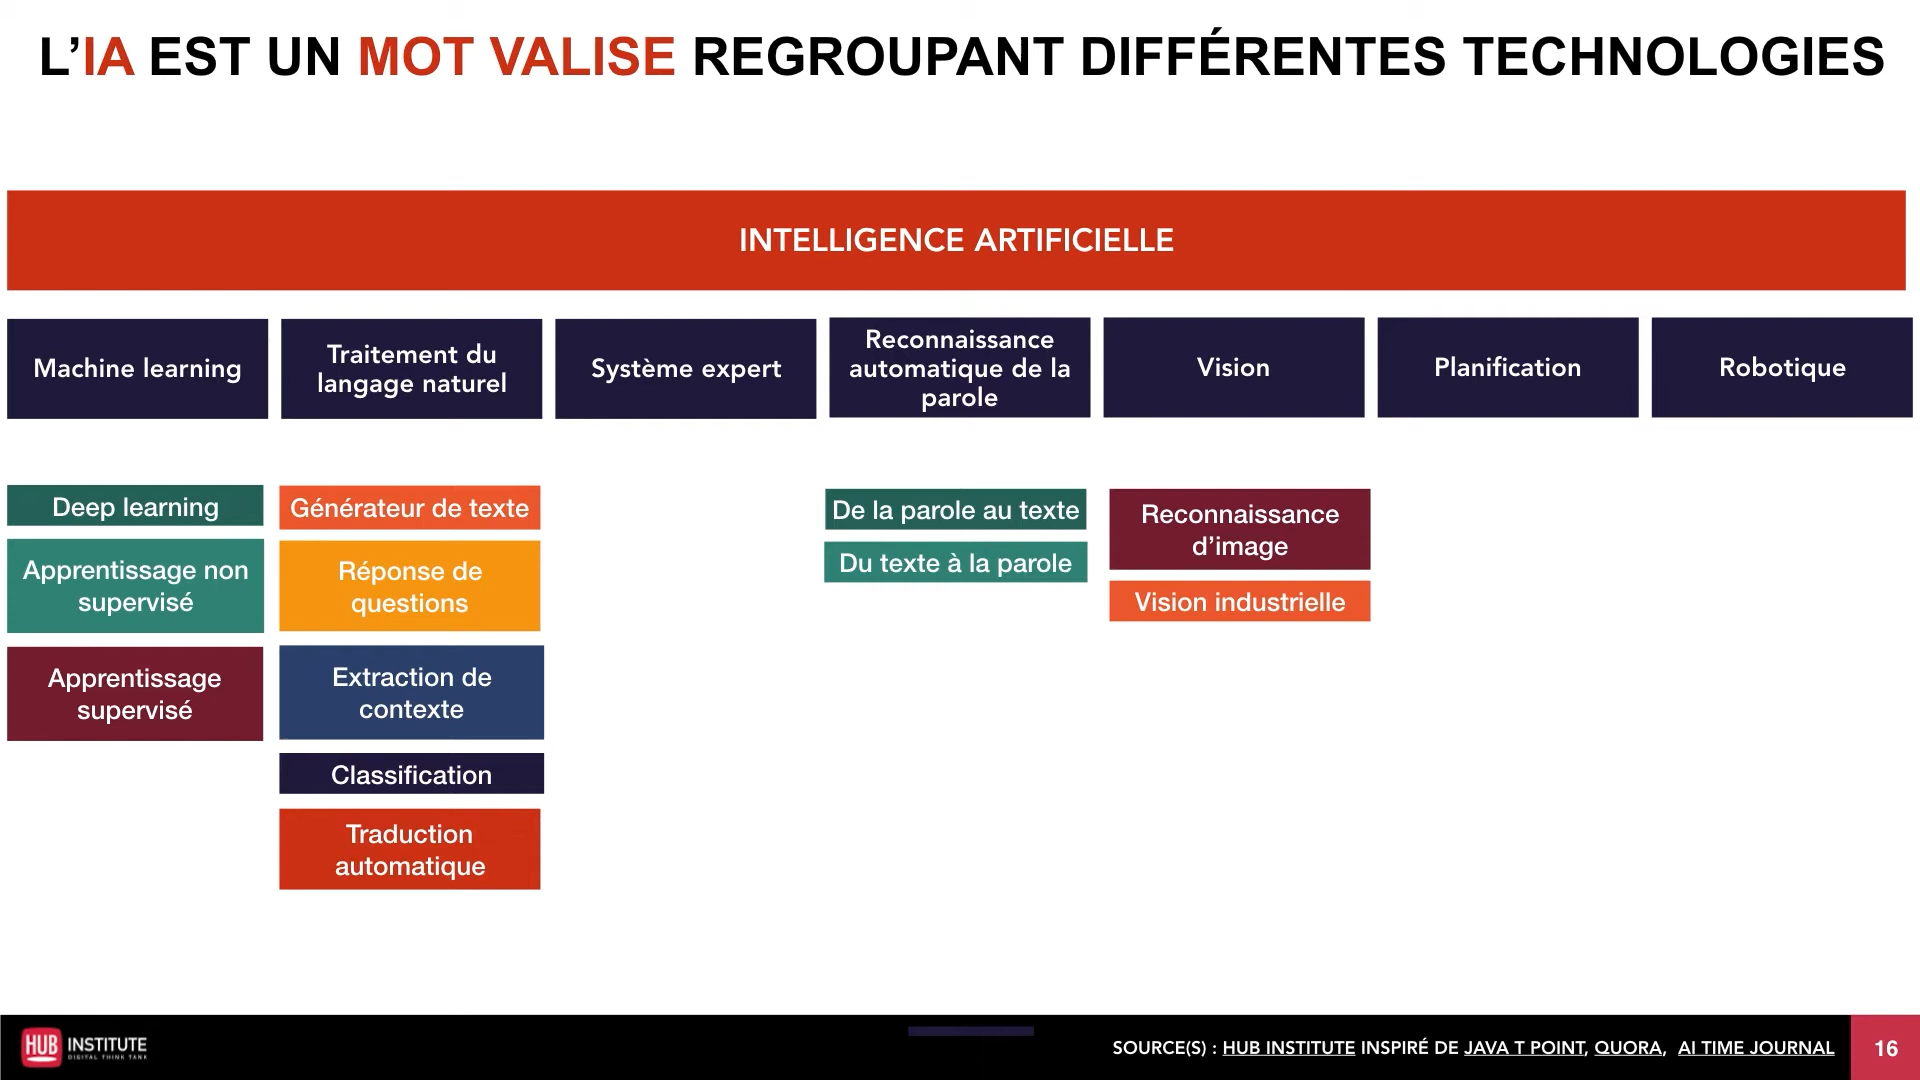 L’IA EST UN MOT VALISE REGROUPANT DIFFÉRENTES TECHNOLOGIES
INTELLIGENCE ARTIFICIELLE
Machine learning
Traitement du
langage naturel
Système expert
Reconnaissance
automatique de la
parole
Vision
Planification
Robotique
Deep learning
Apprentissage non
supervisé
Apprentissage
supervisé
Générateur de texte
Réponse de
questions
Extraction de
contexte
Classification
Traduction
automatique
De la parole au texte
Du texte à la parole
Reconnaissance
d’image
Vision industrielle
HUB INSTITUTE
DIGITAL THINK TANK
SOURCE(S) : HUB INSTITUTE INSPIRÉ DE JAVA T POINT, QUORA, AI TIME JOURNAL
16